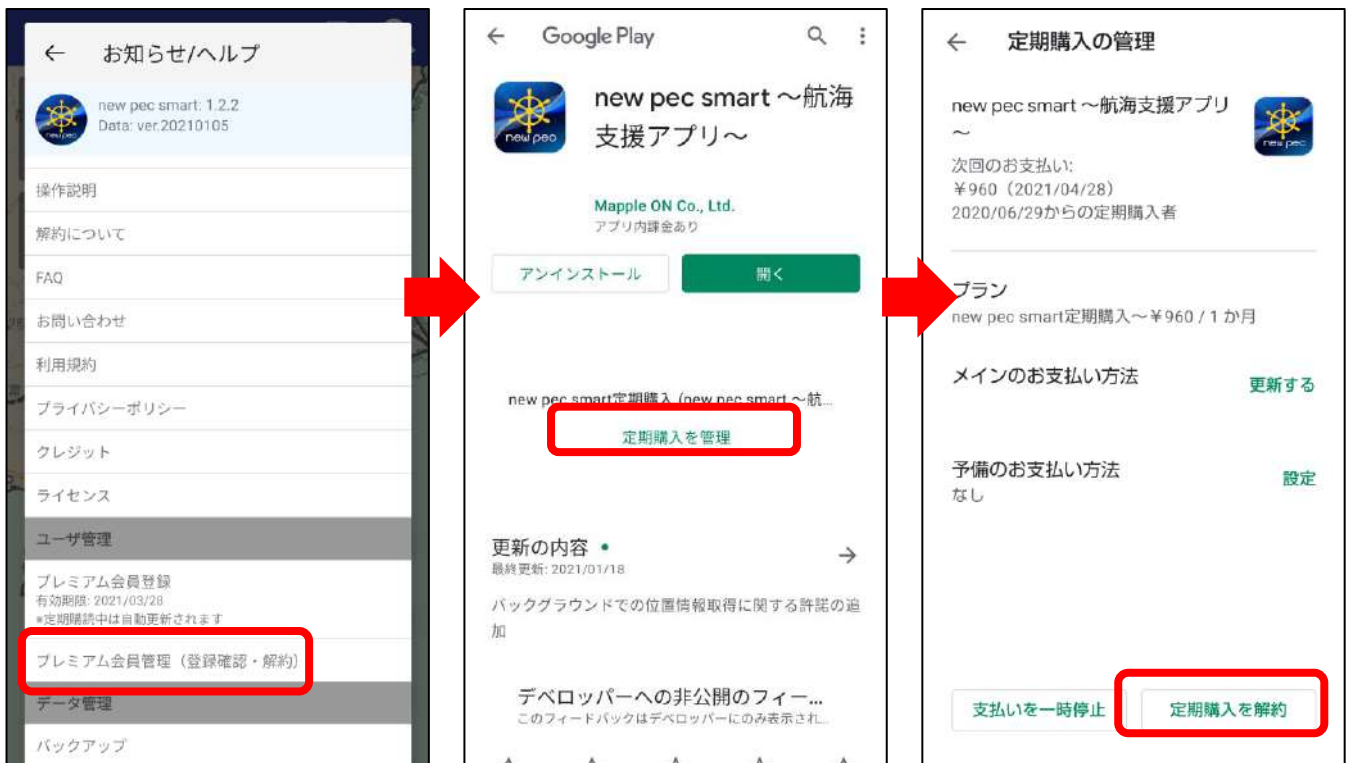 お知らせ/ヘルプ
new pec smart: 1.2.2
Data: ver.20210105
操作説明
解約について
FAQ
お問い合わせ
利用規約
プライバシーポリシー
クレジット
ライセンス
ユーザ管理
プレミアム会員登録
有効期限: 2021/03/28
*定期購読中は自動更新されます
プレミアム会員管理（登録確認・解約）
データ管理
バックアップ
Google Play
new pec
new pec smart ～航海
支援アプリ～
Mapple ON Co., Ltd.
アプリ内課金あり
アンインストール
開く
new pec smart定期購入 (new pec smart ～航...
定期購入を管理
更新の内容
最終更新: 2021/01/18
バックグラウンドでの位置情報取得に関する許諾の追
加
デベロッパーへの非公開のフィー...
このフィードバックはデベロッパーにのみ表示され...
定期購入の管理
new pec smart ～航海支援アプリ
～
new pec
次回のお支払い:
￥960（2021/04/28）
2020/06/29からの定期購入者
プラン
new pec smart定期購入～￥960 / 1 か月
メインのお支払い方法
更新する
予備のお支払い方法
設定
なし
支払いを一時停止
定期購入を解約